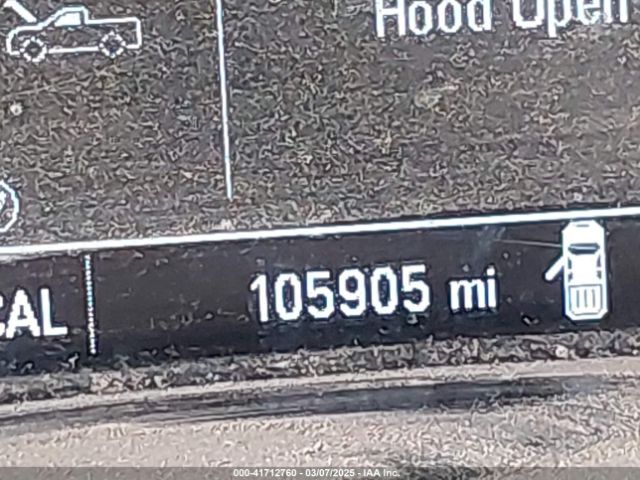 Hood Open
CAL
105905 mi
000-41712760 - 03/07/2025 - IAA Inc.